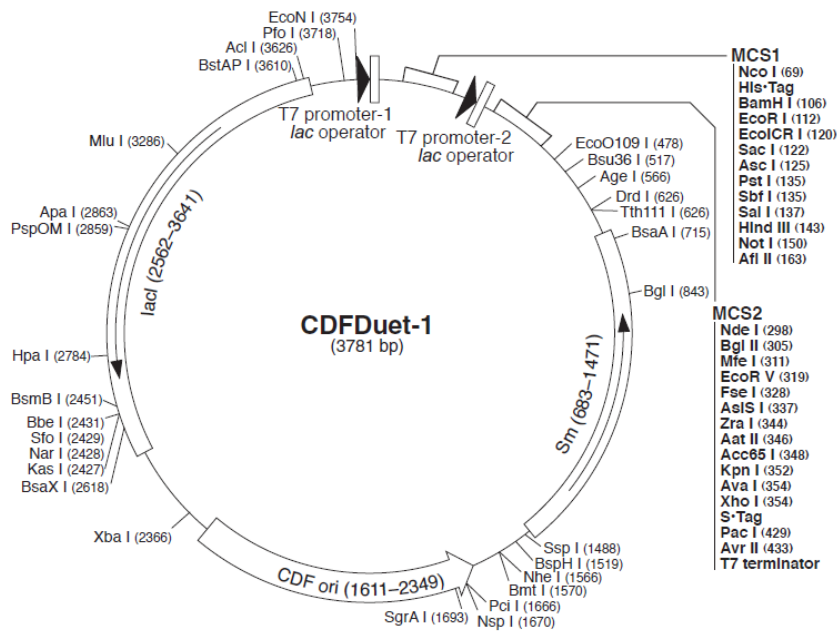 EcoN I (3754)
Pfo I (3718)
Acl I (3626)
BstAP I (3610)
T7 promoter-1
lac operator
T7 promoter-2
lac operator
MCS1
Nco I (69)
His•Tag
BamH I (106)
EcoR I (112)
EcoICR I (120)
Sac I (122)
Asc I (125)
Pst I (135)
Sbf I (135)
Sal I (137)
Hind III (143)
Not I (150)
Afl II (163)
EcoO109 I (478)
Bsu36 I (517)
Age I (566)
Drd I (626)
Tth111 I (626)
BsaA I (715)
Bgl I (843)
MCS2
Nde I (298)
Bgl II (305)
Mfe I (311)
EcoR V (319)
Fse I (328)
AsiS I (337)
Zra I (344)
Aat II (346)
Acc65 I (348)
Kpn I (352)
Ava I (354)
Xho I (354)
S•Tag
Pac I (429)
Avr II (433)
T7 terminator
Mlu I (3286)
Apa I (2863)
PspOM I (2859)
lacI (2562–3641)
CDFDuet-1
(3781 bp)
Sm (683–1471)
Hpa I (2784)
BsmB I (2451)
Bbe I (2431)
Sfo I (2429)
Nar I (2428)
Kas I (2427)
BsaX I (2618)
Xba I (2366)
CDF ori (1611–2349)
Ssp I (1488)
BspH I (1519)
Nhe I (1566)
Bmt I (1570)
Pci I (1666)
Nsp I (1670)
SgrA I (1693)